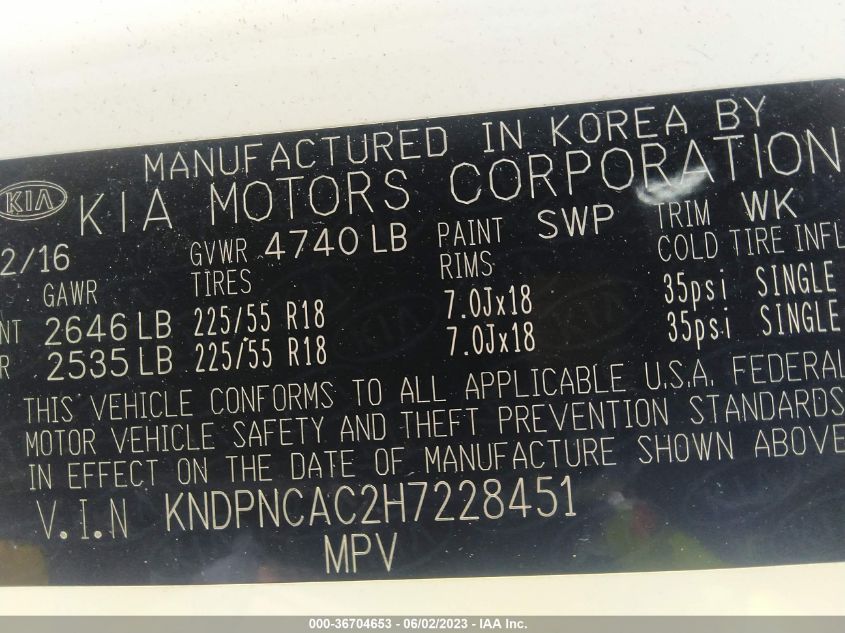 MANUFACTURED IN KOREA BY
KIA KIA MOTORS CORPORATION
2/16 GVWR 4740 LB PAINT SWP TRIM WK
GAWR TIRES RIMS COLD TIRE INFL
NT 2646 LB 225/55 R18 7.0Jx18 35psi SINGLE
R 2535 LB 225/55 R18 7.0Jx18 35psi SINGLE
THIS VEHICLE CONFORMS TO ALL APPLICABLE U.S.A. FEDERAL
MOTOR VEHICLE SAFETY AND THEFT PREVENTION STANDARDS
IN EFFECT ON THE DATE OF MANUFACTURE SHOWN ABOVE
V.I.N KNDPNCAC2H7228451
MPV
000-36704653 - 06/02/2023 - IAA Inc.